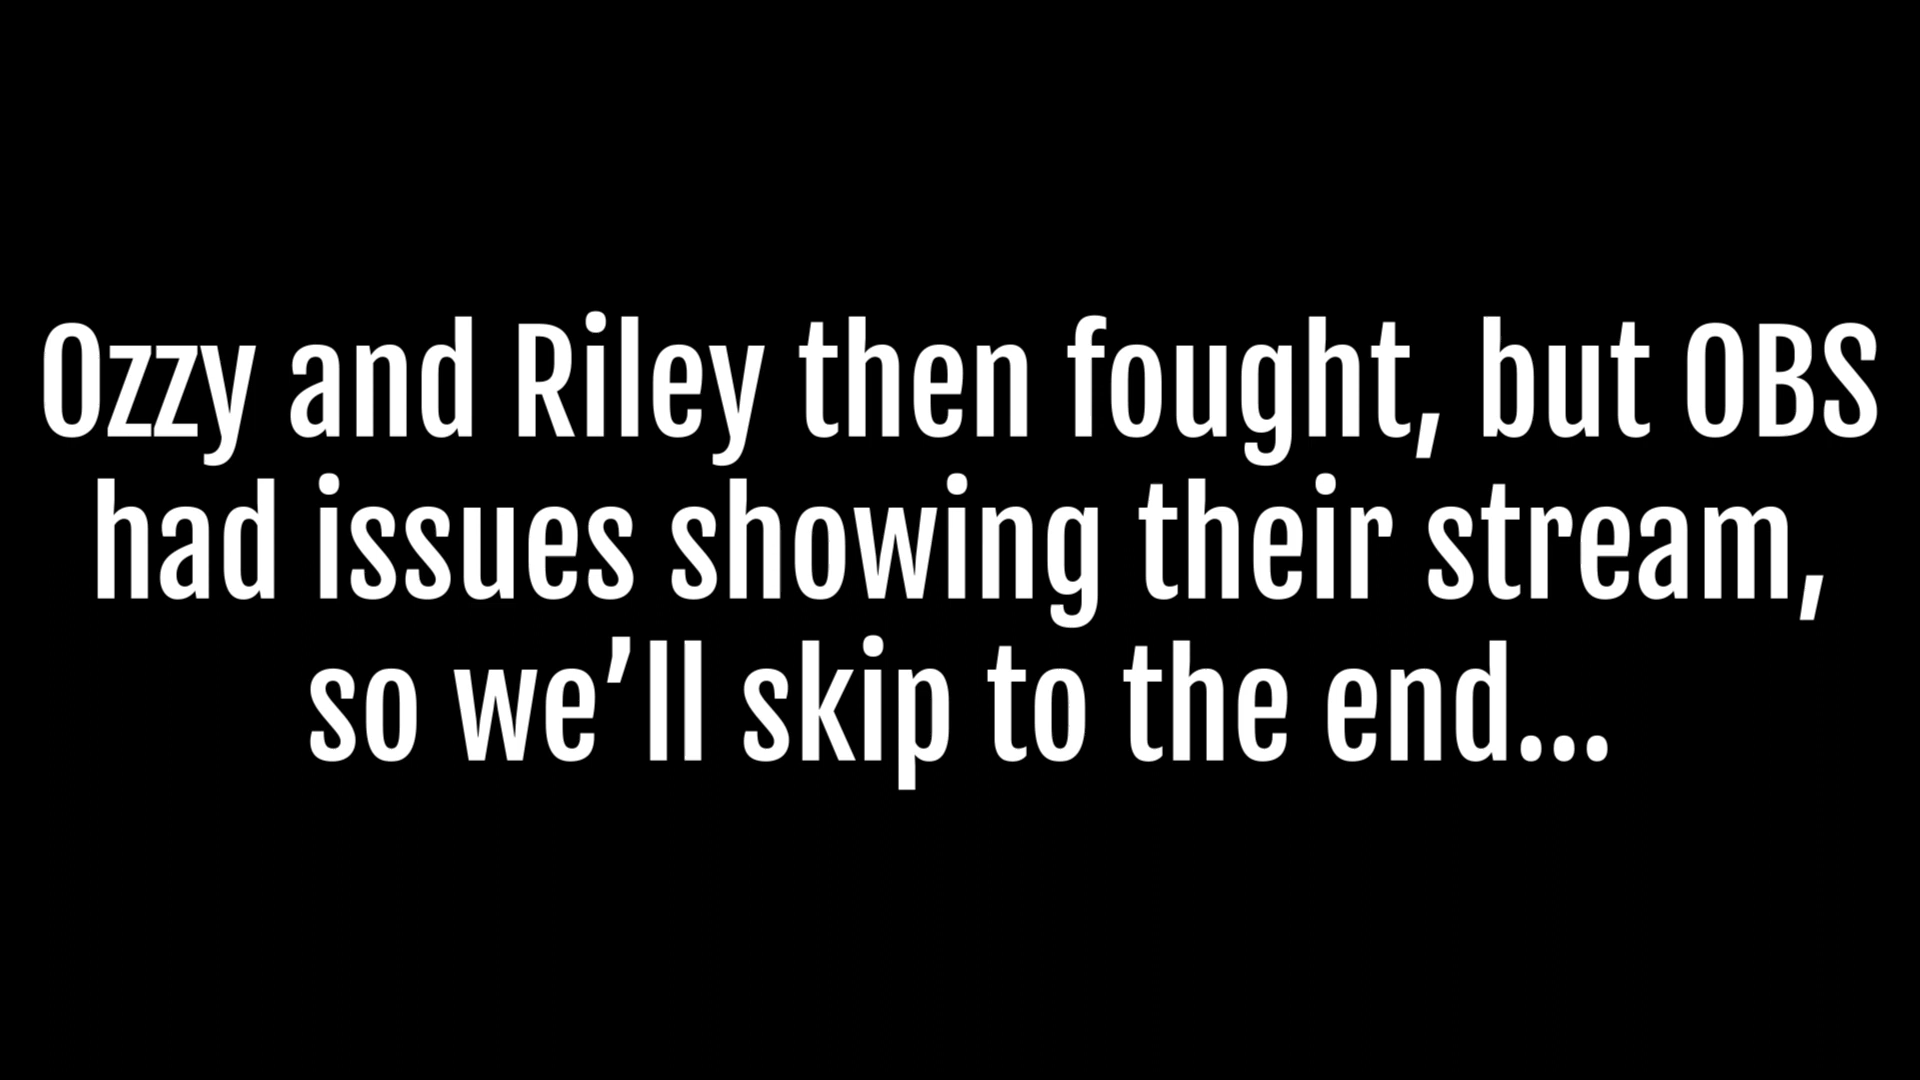 Ozzy and Riley then fought, but OBS
had issues showing their stream,
so we’ll skip to the end...